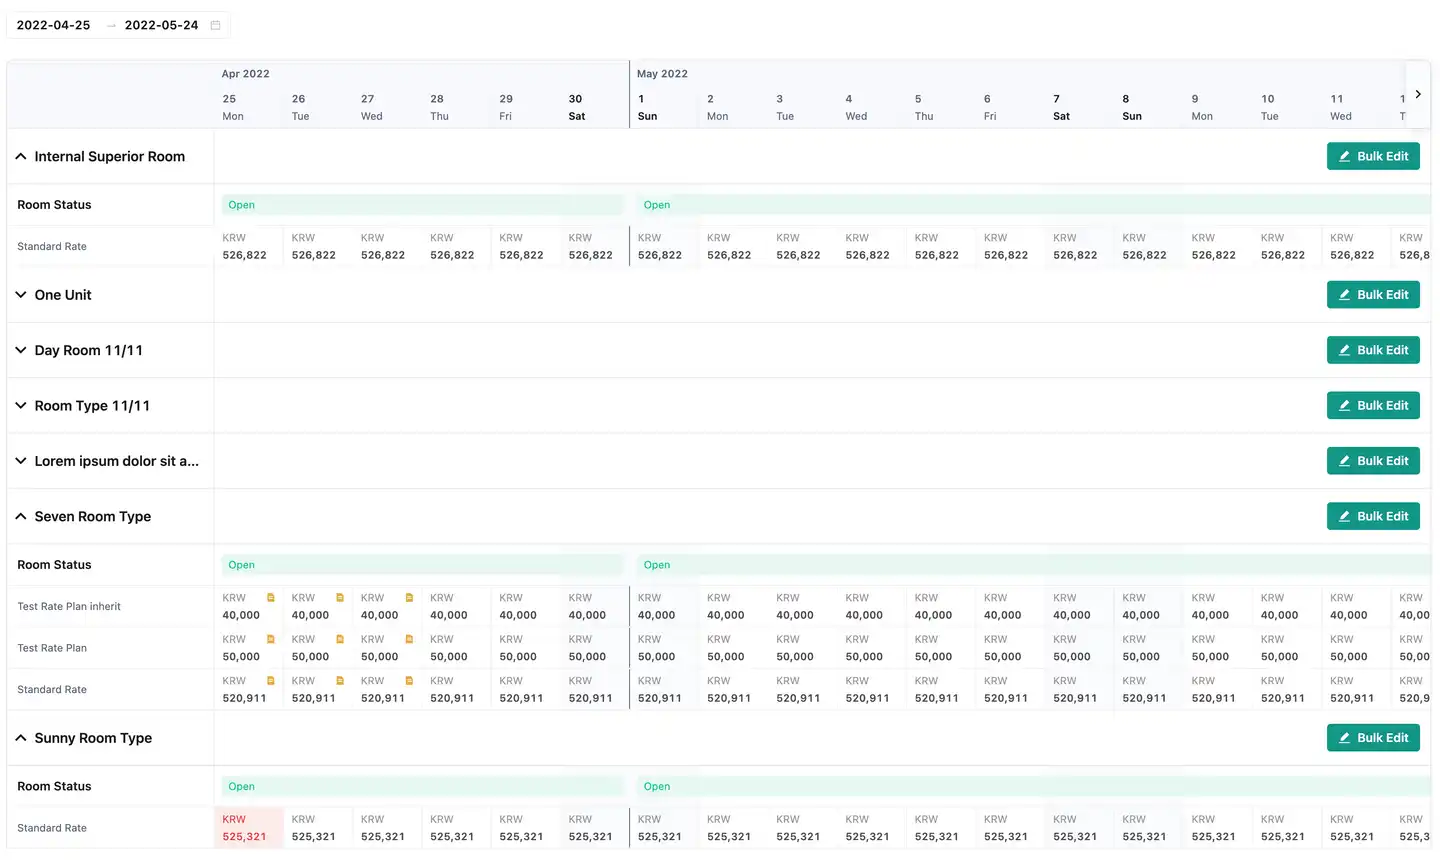 2022-04-25 → 2022-05-24
Apr 2022 May 2022
25 26 27 28 29 30 1 2 3 4 5 6 7 8 9 10 11 1
Mon Tue Wed Thu Fri Sat Sun Mon Tue Wed Thu Fri Sat Sun Mon Tue Wed T
Internal Superior Room Bulk Edit
Room Status Open Open
KRW KRW KRW KRW KRW KRW KRW KRW KRW KRW KRW KRW KRW KRW KRW KRW KRW KRW
Standard Rate
526,822 526,822 526,822 526,822 526,822 526,822 526,822 526,822 526,822 526,822 526,822 526,822 526,822 526,822 526,822 526,822 526,822 526,8
One Unit Bulk Edit
Day Room 11/11 Bulk Edit
Room Type 11/11 Bulk Edit
Lorem ipsum dolor sit a... Bulk Edit
Seven Room Type Bulk Edit
Room Status Open Open
KRW KRW KRW KRW KRW KRW KRW KRW KRW KRW KRW KRW KRW KRW KRW KRW KRW KRW
Test Rate Plan inherit
40,000 40,000 40,000 40,000 40,000 40,000 40,000 40,000 40,000 40,000 40,000 40,000 40,000 40,000 40,000 40,000 40,000 40,00
KRW KRW KRW KRW KRW KRW KRW KRW KRW KRW KRW KRW KRW KRW KRW KRW KRW KRW
Test Rate Plan
50,000 50,000 50,000 50,000 50,000 50,000 50,000 50,000 50,000 50,000 50,000 50,000 50,000 50,000 50,000 50,000 50,000 50,00
KRW KRW KRW KRW KRW KRW KRW KRW KRW KRW KRW KRW KRW KRW KRW KRW KRW KRW
Standard Rate
520,911 520,911 520,911 520,911 520,911 520,911 520,911 520,911 520,911 520,911 520,911 520,911 520,911 520,911 520,911 520,911 520,911 520,9
Sunny Room Type Bulk Edit
Room Status Open Open
KRW KRW KRW KRW KRW KRW KRW KRW KRW KRW KRW KRW KRW KRW KRW KRW KRW KRW
Standard Rate
525,321 525,321 525,321 525,321 525,321 525,321 525,321 525,321 525,321 525,321 525,321 525,321 525,321 525,321 525,321 525,321 525,321 525,3